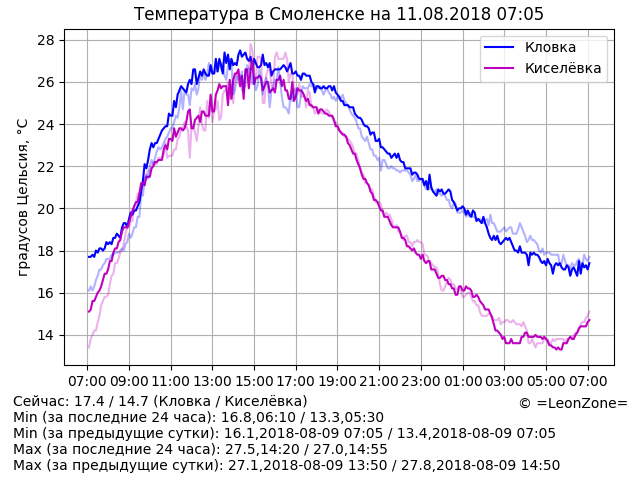 Температура в Смоленске на 11.08.2018 07:05
28
26
24
22
20
18
16
14
градусов Цельсия, °C
Кловка
Киселёвка
07:00 09:00 11:00 13:00 15:00 17:00 19:00 21:00 23:00 01:00 03:00 05:00 07:00
Сейчас: 17.4 / 14.7 (Кловка / Киселёвка)
© =LeonZone=
Min (за последние 24 часа): 16.8,06:10 / 13.3,05:30
Min (за предыдущие сутки): 16.1,2018-08-09 07:05 / 13.4,2018-08-09 07:05
Max (за последние 24 часа): 27.5,14:20 / 27.0,14:55
Max (за предыдущие сутки): 27.1,2018-08-09 13:50 / 27.8,2018-08-09 14:50